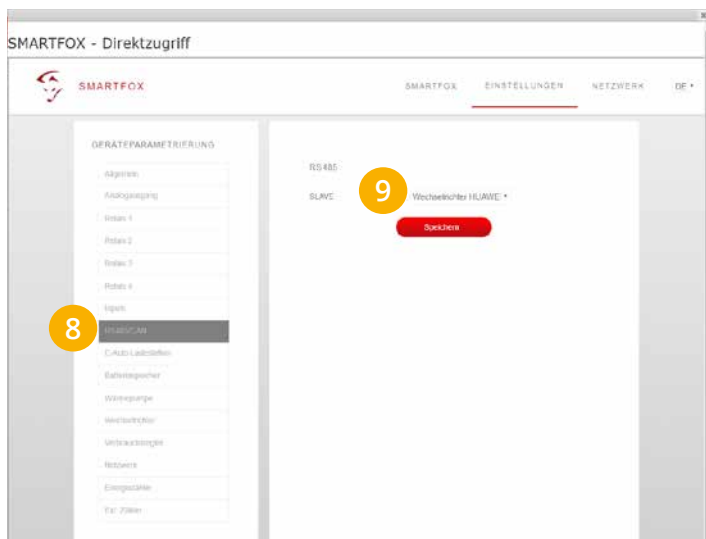 SMARTFOX - Direktzugriff
SMARTFOX
SMARTFOX EINSTELLUNGEN NETZWERK DE
GERÄTEPARAMETRIERUNG
Allgemein
Analogausgang
Relais 1
Relais 2
Relais 3
Relais 4
Inputs
8
RS485/CAN
E-Auto Ladestation
Batteriespeicher
Wärmepumpe
Wechselrichter
Verbrauchsregler
Netzwerk
Energiezähler
Ext. Zähler
RS485
SLAVE
9
Wechselrichter HUAWEI
Speichern